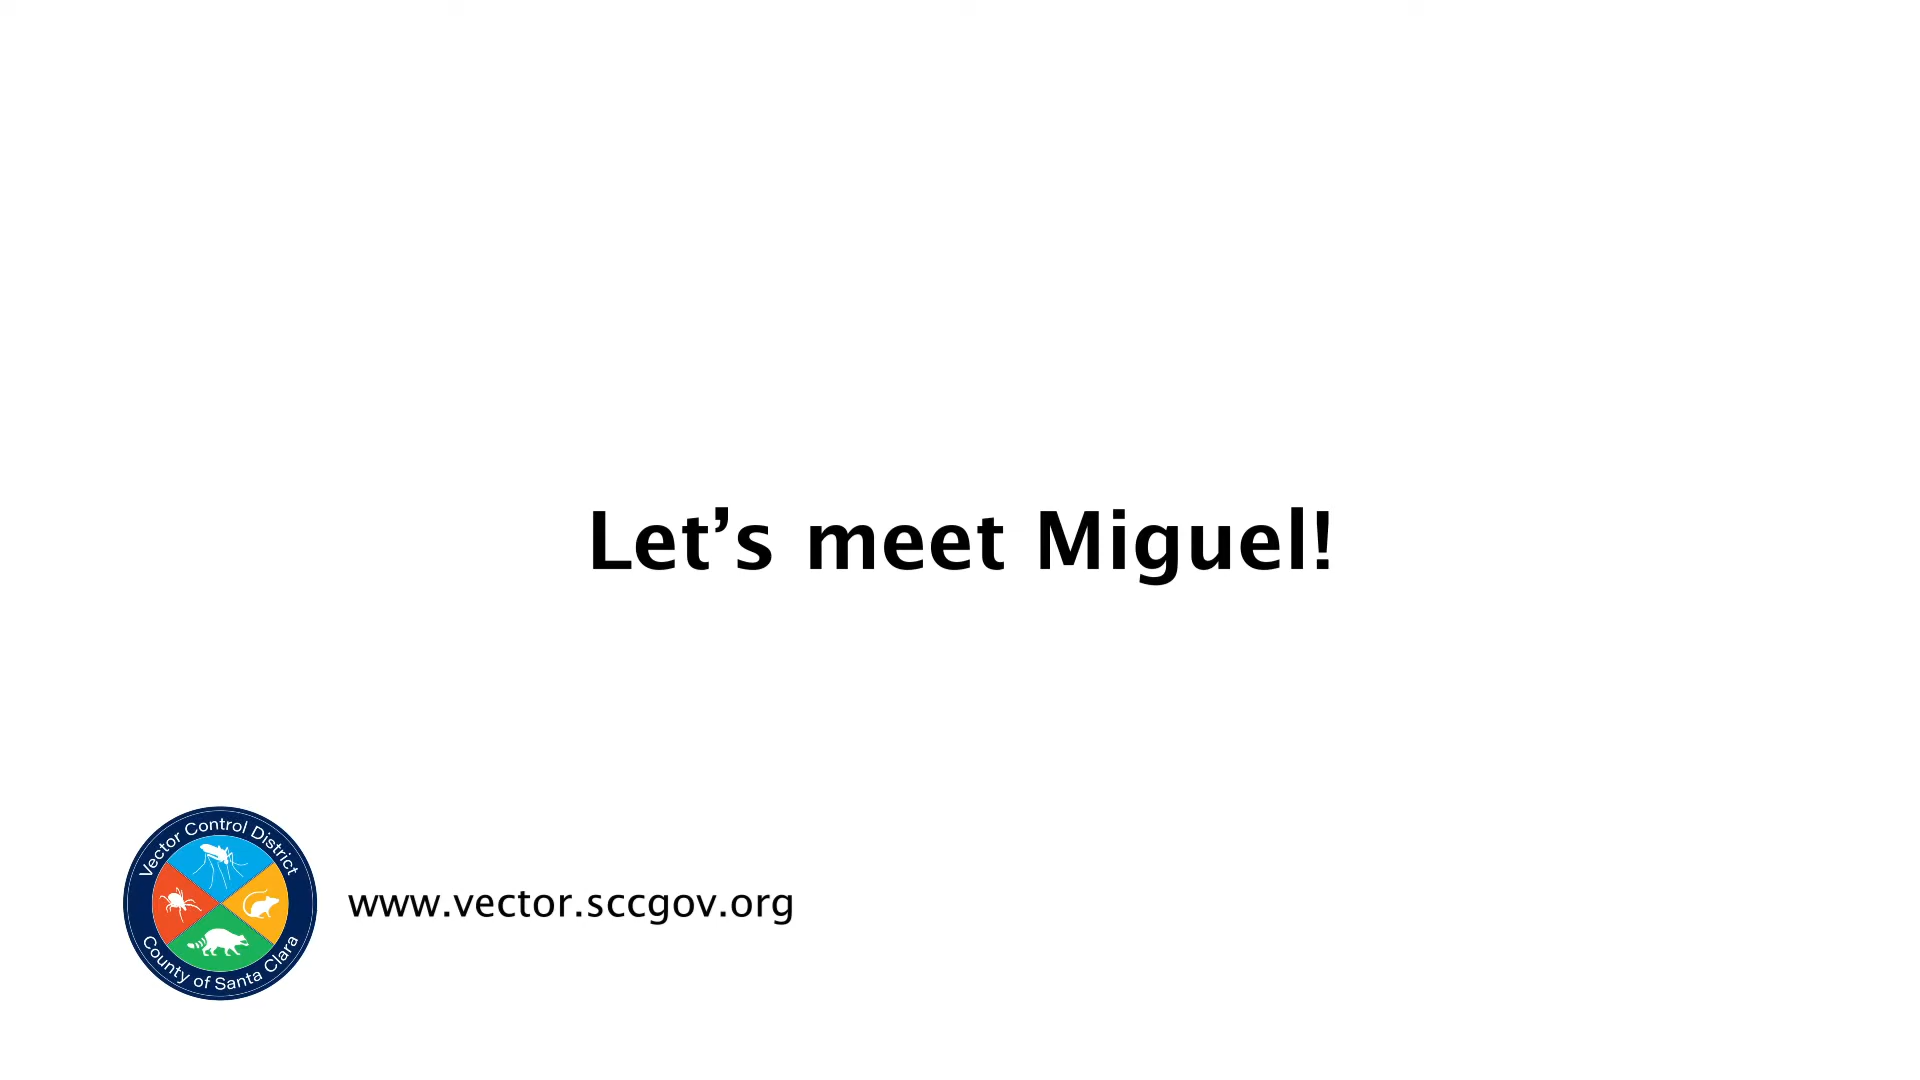 Let’s meet Miguel!
Vector Control District
County of Santa Clara
www.vector.sccgov.org